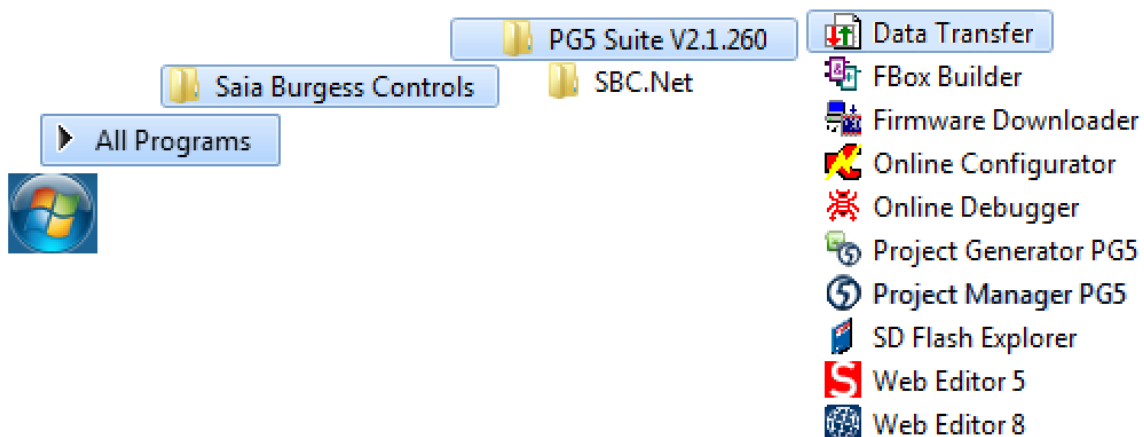 PG5 Suite V2.1.260
SBC.Net
Saia Burgess Controls
All Programs
Data Transfer
FBox Builder
Firmware Downloader
Online Configurator
Online Debugger
Project Generator PG5
Project Manager PG5
SD Flash Explorer
Web Editor 5
Web Editor 8